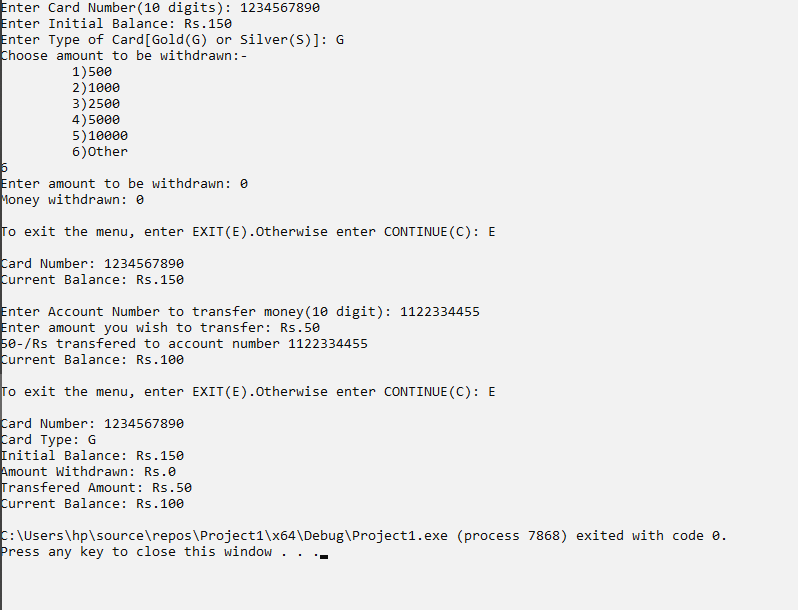 Enter Card Number(10 digits): 1234567890
Enter Initial Balance: Rs.150
Enter Type of Card[Gold(G) or Silver(S)]: G
Choose amount to be withdrawn:-
1)500
2)1000
3)2500
4)5000
5)10000
6)Other
6
Enter amount to be withdrawn: 0
Money withdrawn: 0
To exit the menu, enter EXIT(E).Otherwise enter CONTINUE(C): E
Card Number: 1234567890
Current Balance: Rs.150
Enter Account Number to transfer money(10 digit): 1122334455
Enter amount you wish to transfer: Rs.50
50-/Rs transfered to account number 1122334455
Current Balance: Rs.100
To exit the menu, enter EXIT(E).Otherwise enter CONTINUE(C): E
Card Number: 1234567890
Card Type: G
Initial Balance: Rs.150
Amount Withdrawn: Rs.0
Transfered Amount: Rs.50
Current Balance: Rs.100
C:\Users\hp\source\repos\Project1\x64\Debug\Project1.exe (process 7868) exited with code 0.
Press any key to close this window . . .